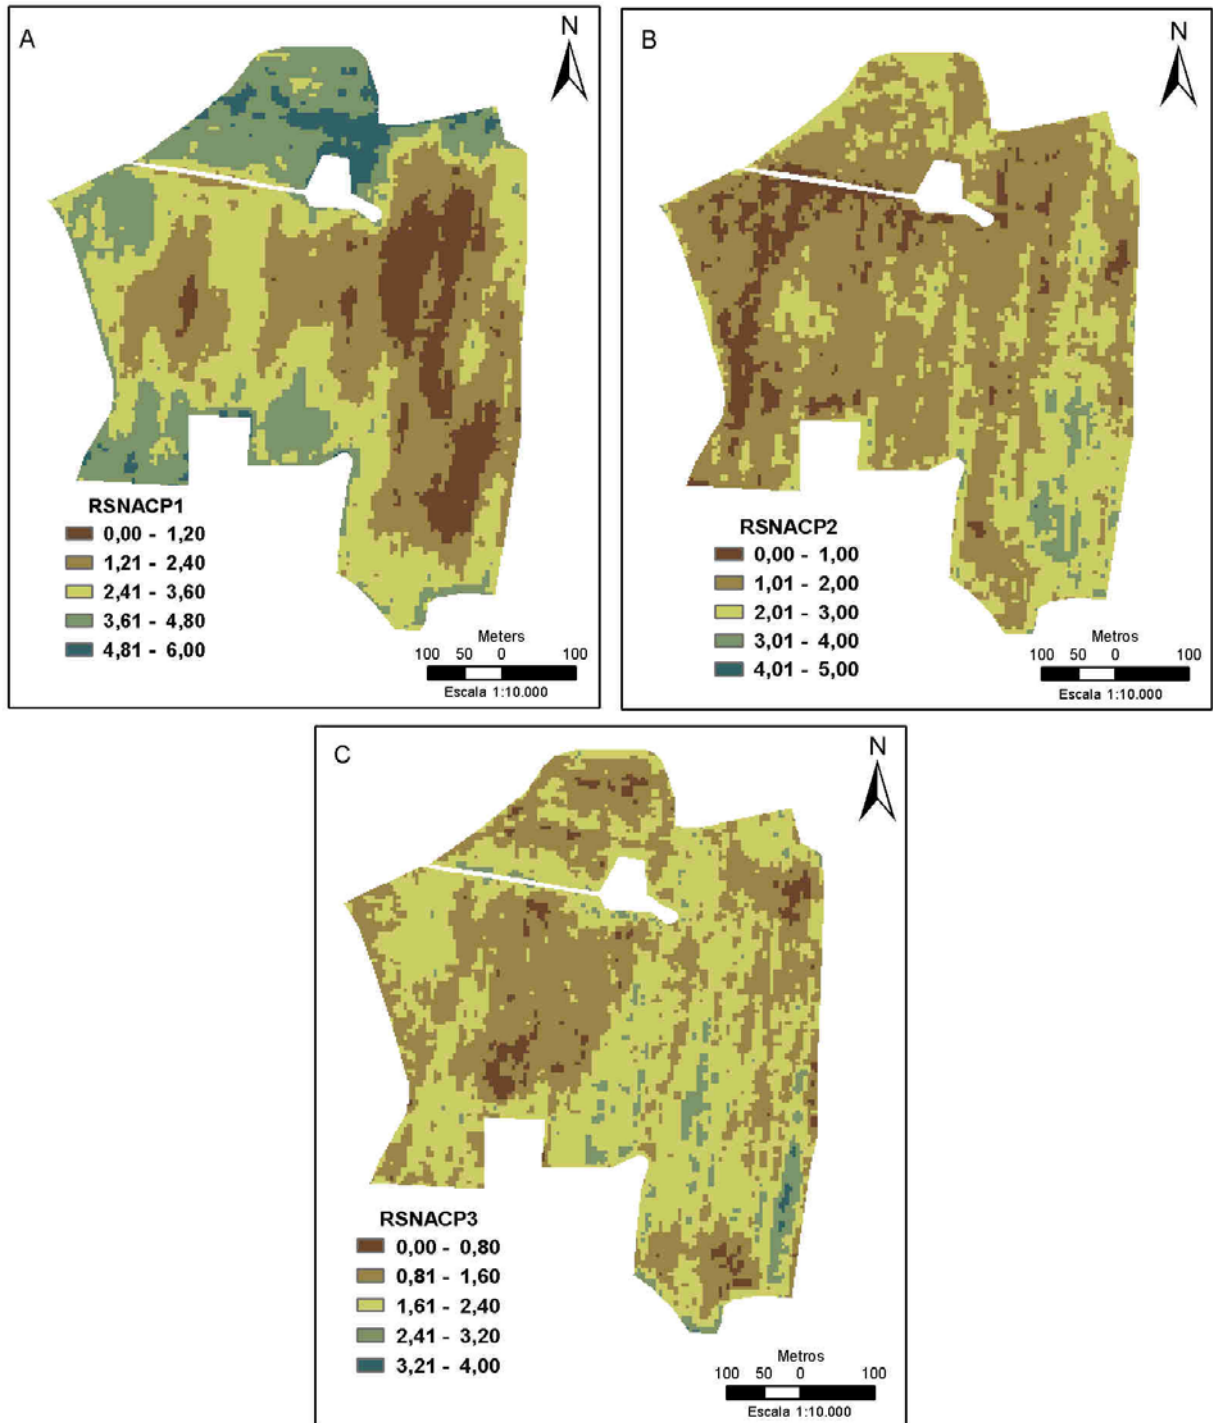 A
N
RSNACP1
0,00 - 1,20
1,21 - 2,40
2,41 - 3,60
3,61 - 4,80
4,81 - 6,00
Meters
100 50 0 100
Escala 1:10.000
B
N
RSNACP2
0,00 - 1,00
1,01 - 2,00
2,01 - 3,00
3,01 - 4,00
4,01 - 5,00
Metros
100 50 0 100
Escala 1:10.000
C
N
RSNACP3
0,00 - 0,80
0,81 - 1,60
1,61 - 2,40
2,41 - 3,20
3,21 - 4,00
Metros
100 50 0 100
Escala 1:10.000